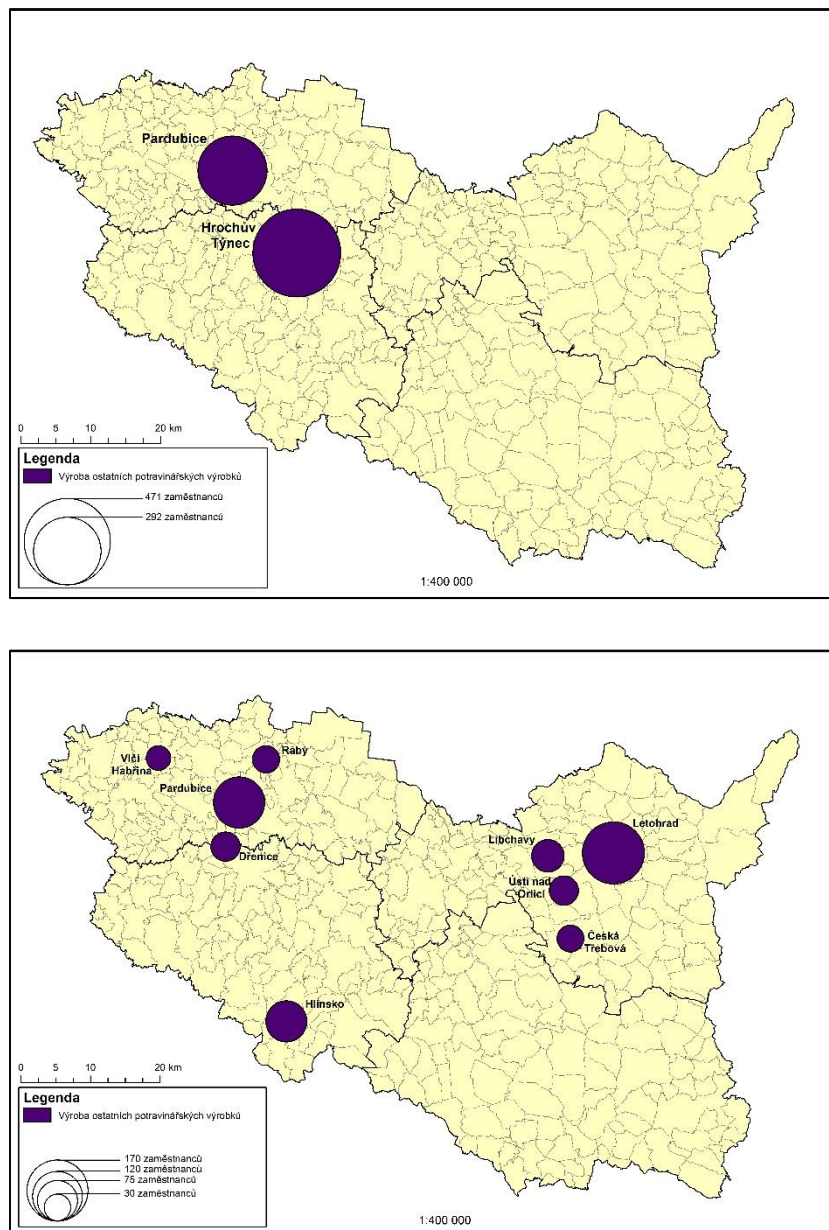 Pardubice
Hrochův
Týnec
0 5 10 20 km
Legenda
Výroba ostatních potravinářských výrobků
471 zaměstnanců
292 zaměstnanců
1:400 000
Vlčí
Habřina
Ráby
Pardubice
Dřenice
Libchavy
Letohrad
Ústí nad
Orlicí
Česká
Třebová
Hlinsko
0 5 10 20 km
Legenda
Výroba ostatních potravinářských výrobků
170 zaměstnanců
120 zaměstnanců
75 zaměstnanců
30 zaměstnanců
1:400 000